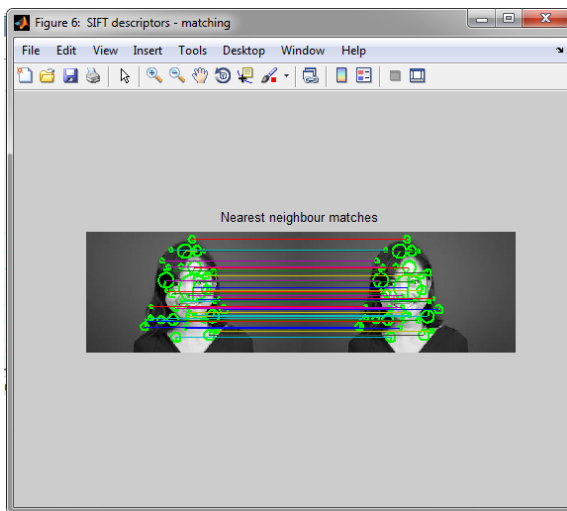 Figure 6: SIFT descriptors - matching
File Edit View Insert Tools Desktop Window Help
Nearest neighbour matches